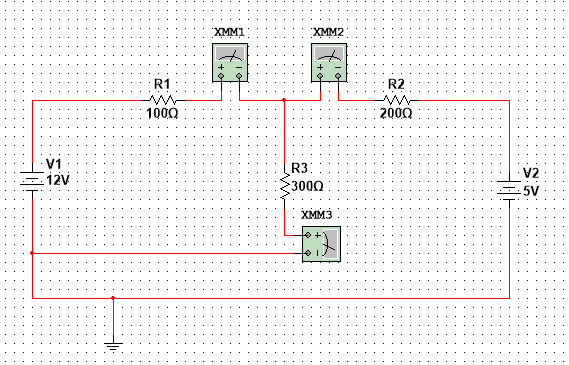 XMM1
XMM2
R1
R2
100Ω
200Ω
V1
12V
R3
300Ω
V2
5V
XMM3